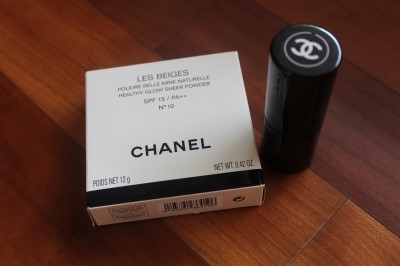 LES BEIGES
POUDRE BELLE MINE NATURELLE
HEALTHY GLOW SHEER POWDER
SPF 15 / PA++
N°10
CHANEL
POIDS NET 12 g
NET WT. 0.42 OZ.